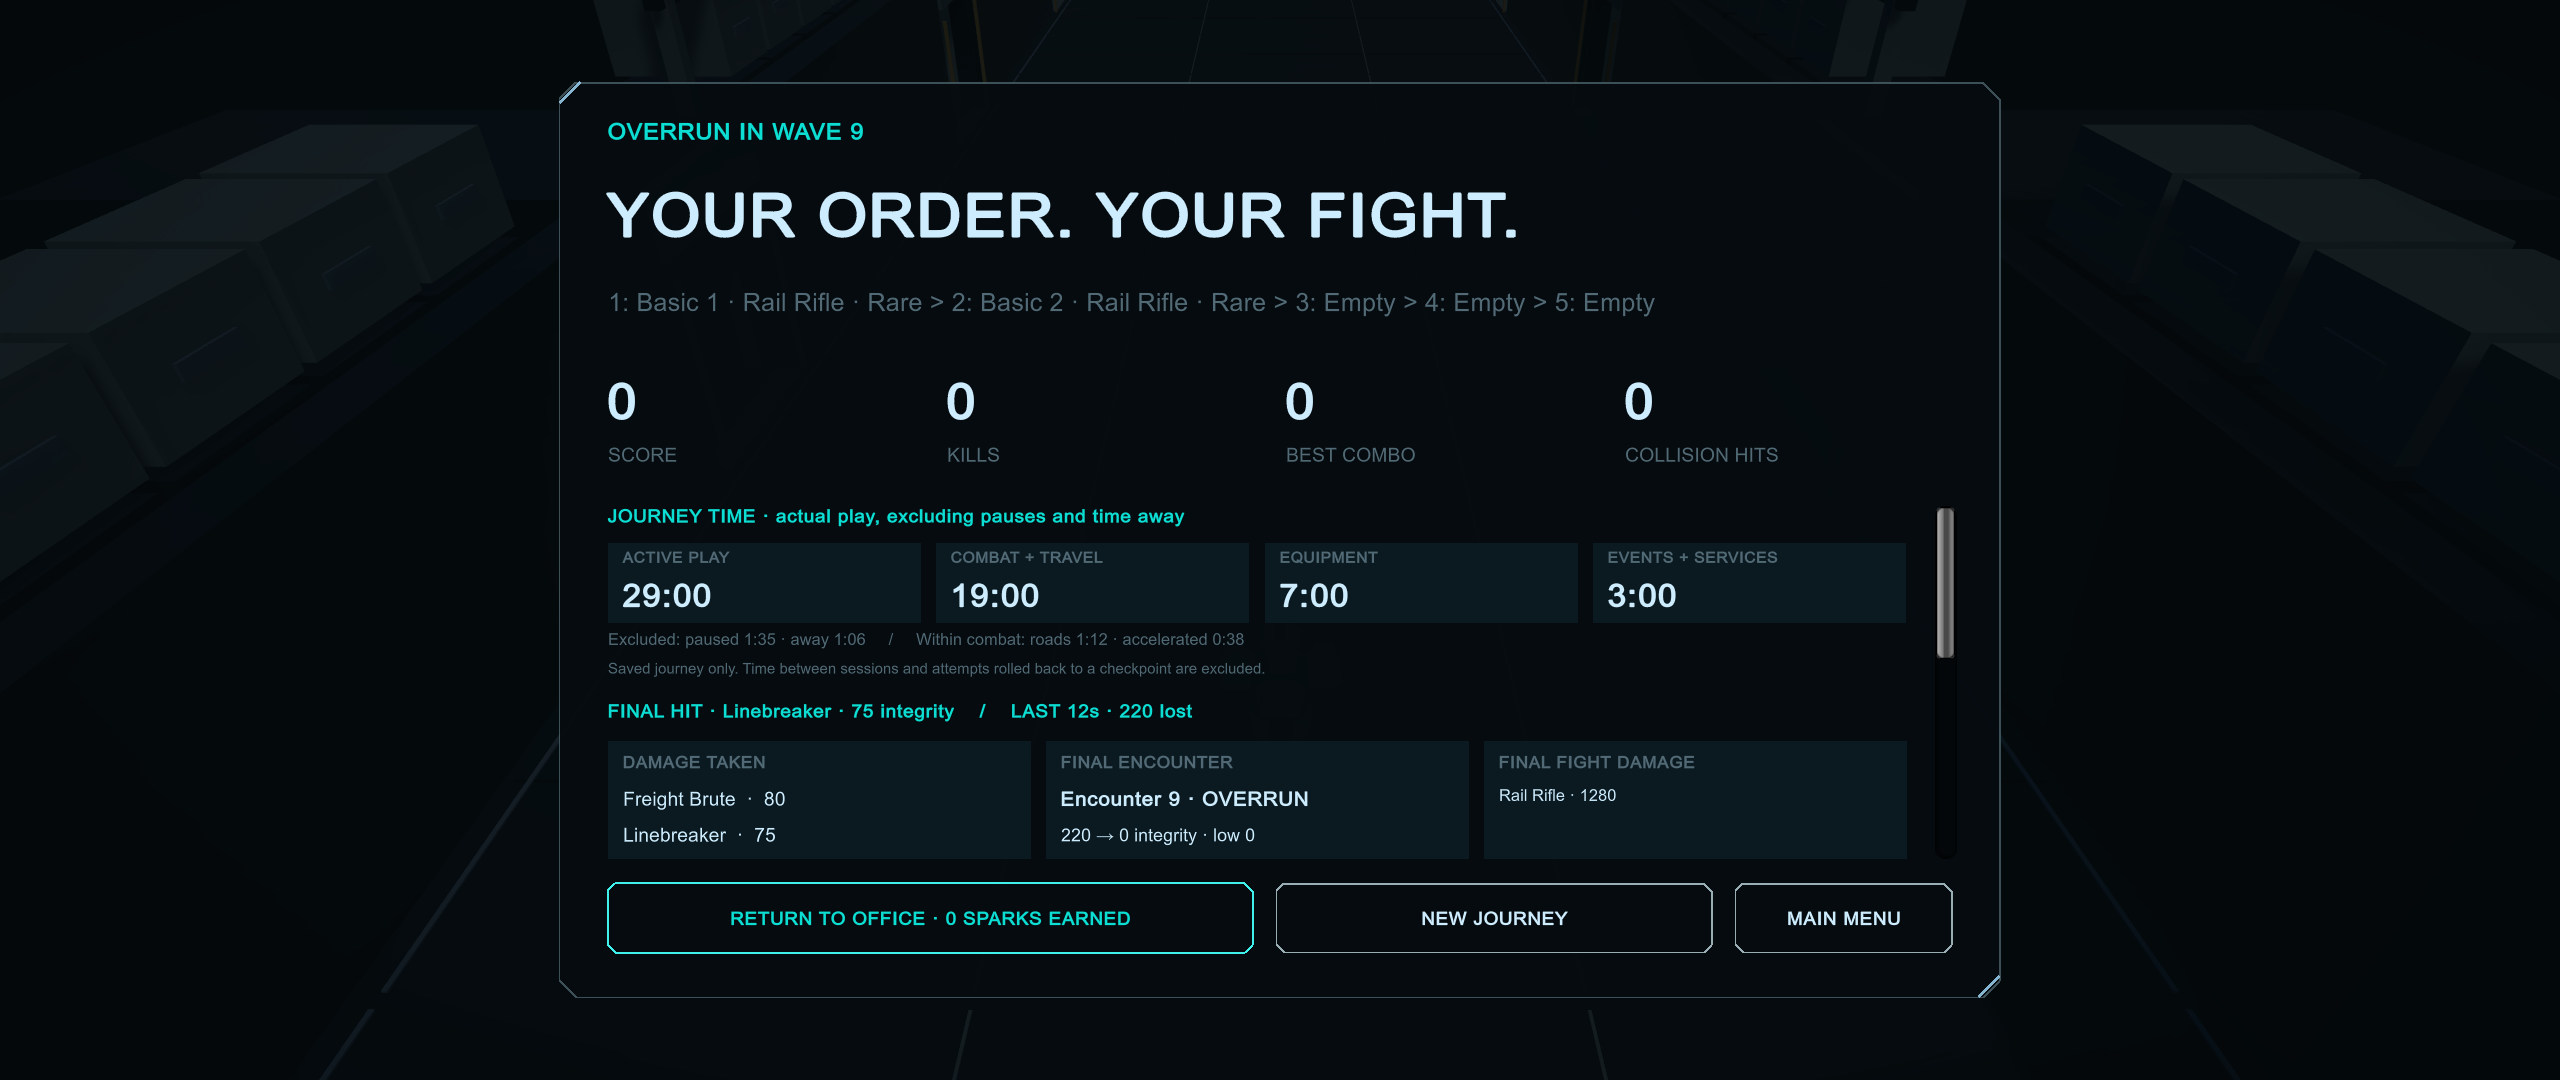 OVERRUN IN WAVE 9
YOUR ORDER. YOUR FIGHT.
1: Basic 1 · Rail Rifle · Rare > 2: Basic 2 · Rail Rifle · Rare > 3: Empty > 4: Empty > 5: Empty
0 0 0 0
SCORE KILLS BEST COMBO COLLISION HITS
JOURNEY TIME · actual play, excluding pauses and time away
ACTIVE PLAY COMBAT + TRAVEL EQUIPMENT EVENTS + SERVICES
29:00 19:00 7:00 3:00
Excluded: paused 1:35 · away 1:06 / Within combat: roads 1:12 · accelerated 0:38
Saved journey only. Time between sessions and attempts rolled back to a checkpoint are excluded.
FINAL HIT · Linebreaker · 75 integrity / LAST 12s · 220 lost
DAMAGE TAKEN FINAL ENCOUNTER FINAL FIGHT DAMAGE
Freight Brute · 80 Encounter 9 · OVERRUN Rail Rifle · 1280
Linebreaker · 75 220 → 0 integrity · low 0
RETURN TO OFFICE · 0 SPARKS EARNED NEW JOURNEY MAIN MENU